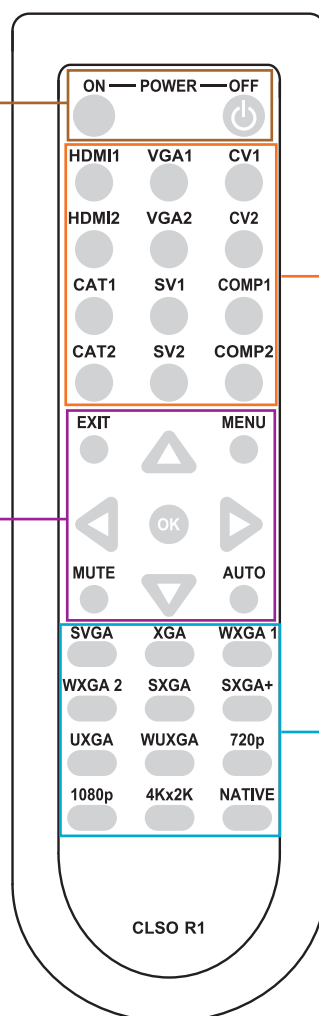 ON POWER OFF
HDMI1 VGA1 CV1
HDMI2 VGA2 CV2
CAT1 SV1 COMP1
CAT2 SV2 COMP2
EXIT MENU
OK
MUTE AUTO
SVGA XGA WXGA 1
WXGA 2 SXGA SXGA+
UXGA WUXGA 720p
1080p 4Kx2K NATIVE
CLSO R1